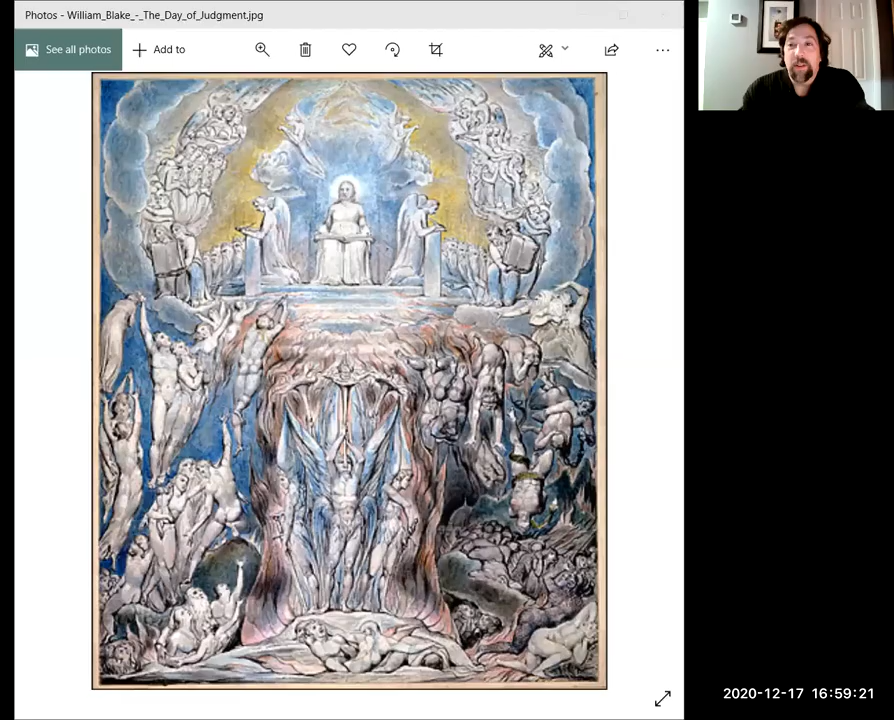 Photos - William_Blake_-_The_Day_of_Judgment.jpg
See all photos
Add to
2020-12-17 16:59:21